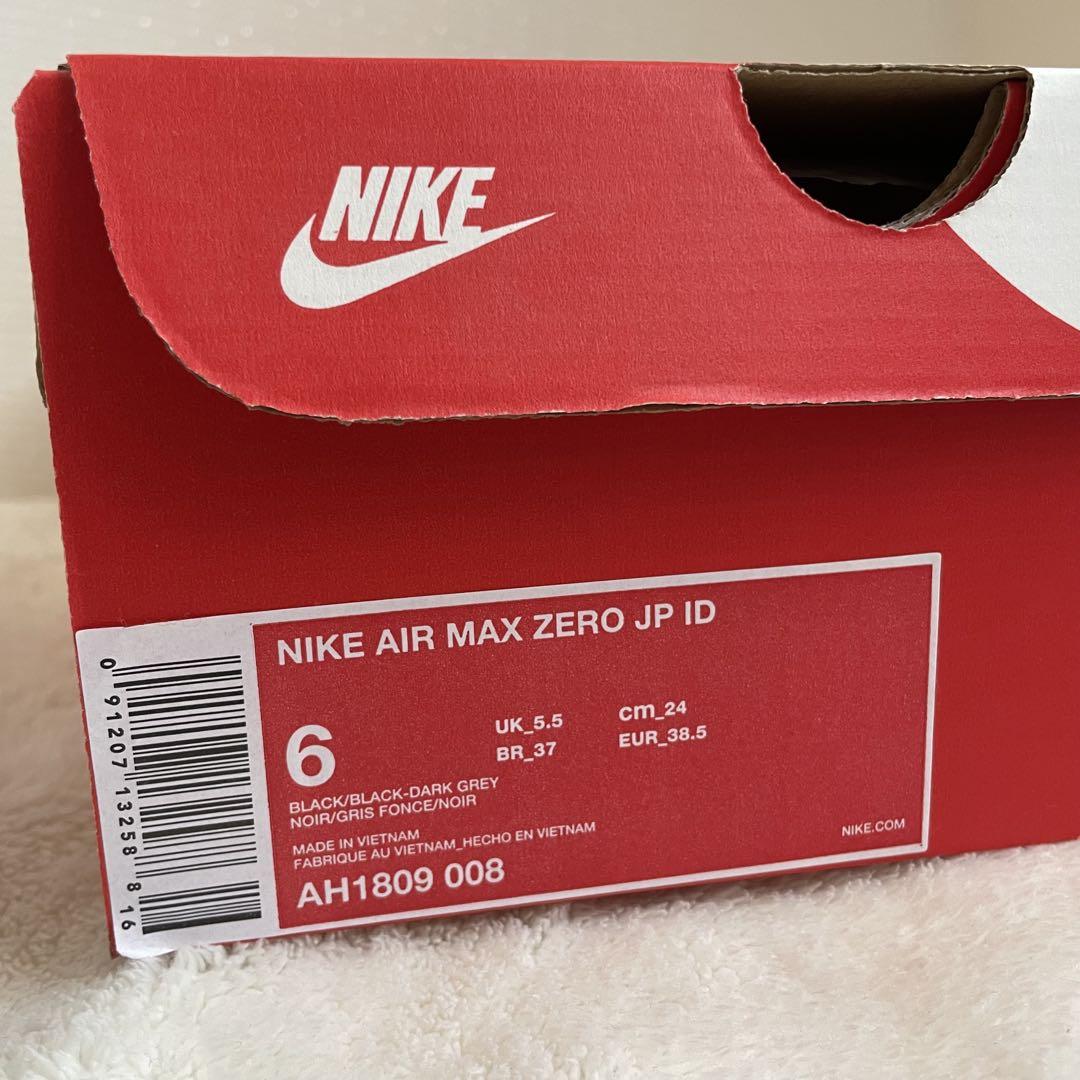 NIKE
NIKE AIR MAX ZERO JP ID
6
UK_5.5 cm_24
BR_37 EUR_38.5
BLACK/BLACK-DARK GREY
NOIR/GRIS FONCE/NOIR
MADE IN VIETNAM
FABRIQUE AU VIETNAM_HECHO EN VIETNAM
NIKE.COM
AH1809 008
0 91207 13258 8 16